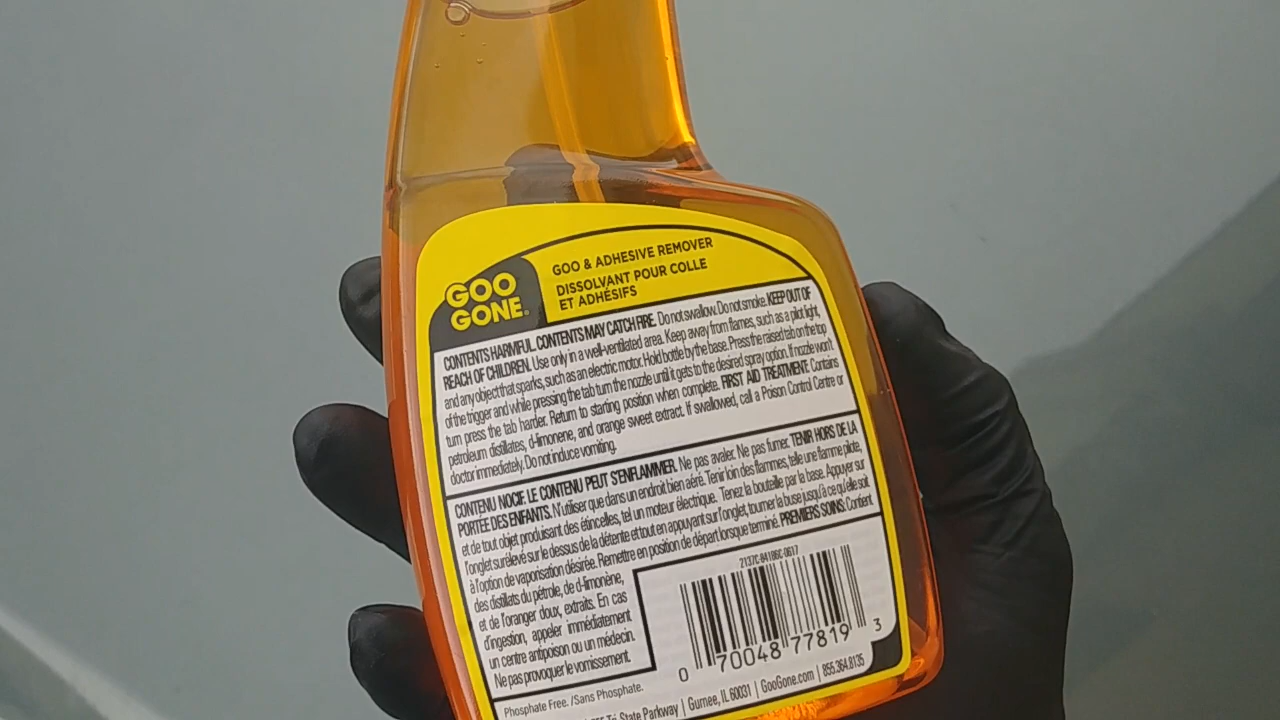 GOO
GONE®
GOO & ADHESIVE REMOVER
DISSOLVANT POUR COLLE
ET ADHÉSIFS
CONTENTS HARMFUL. CONTENTS MAY CATCH FIRE. Do not swallow. Do not smoke. KEEP OUT OF
REACH OF CHILDREN. Use only in a well-ventilated area. Keep away from flames, such as a pilot light,
and any object that sparks, such as an electric motor. Hold bottle by the base. Press the raised tab on the top
of the trigger and while pressing the tab turn the nozzle until it gets to the desired spray option. If nozzle won't
turn press the tab harder. Return to starting position when complete. FIRST AID TREATMENT: Contains
petroleum distillates, d-limonene, and orange sweet extract. If swallowed, call a Poison Control Centre or
doctor immediately. Do not induce vomiting.
CONTENU NOCIF. LE CONTENU PEUT S'ENFLAMMER. Ne pas avaler. Ne pas fumer. TENIR HORS DE LA
PORTÉE DES ENFANTS. N'utiliser que dans un endroit bien aéré. Tenir loin des flammes, telle une flamme pilote,
et de tout objet produisant des étincelles, tel un moteur électrique. Tenez la bouteille par la base. Appuyer sur
l'onglet surélevé sur le dessus de la détente et tout en appuyant sur l'onglet, tourner la buse jusqu'à ce qu'elle soit
à l'option de vaporisation désirée. Remettre en position de départ lorsque terminé. PREMIERS SOINS: Contient
des distillats du pétrole, de d-limonène,
et de l'oranger doux, extraits. En cas
d'ingestion, appeler immédiatement
un centre antipoison ou un médecin.
Ne pas provoquer le vomissement.
2137C-84186C-0617
0 70048 77819 3
Phosphate Free. / Sans Phosphate.
Tri State Parkway | Gurnee, IL 60031 | GooGone.com | 855.364.8135